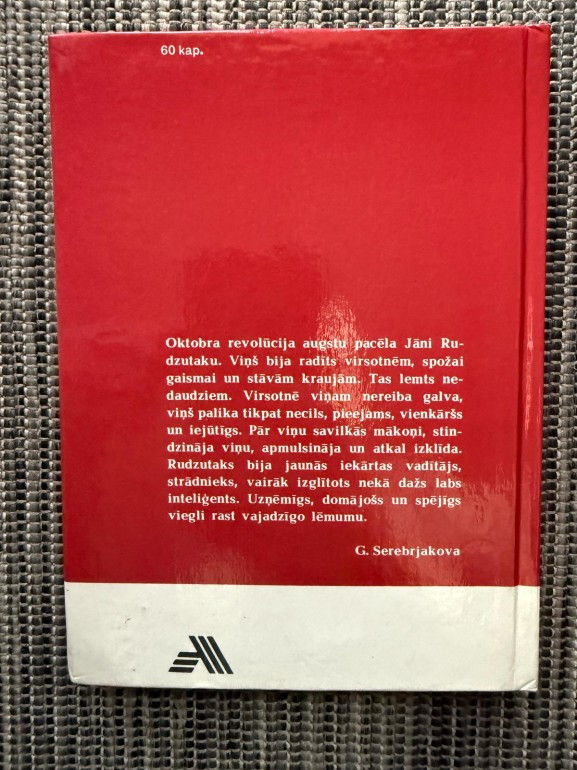 60 kap.
Oktobra revolūcija augstu pacēla Jāni Ru-
dzutaku. Viņš bija radīts virsotnēm, spožai
gaismai un stāvām kraujām. Tas lemts ne-
daudziem. Virsotnē viņam nereiba galva,
viņš palika tikpat necils, pieejams, vienkāršs
un iejūtīgs. Pār viņu savilkās mākoņi, stin-
dzināja viņu, apmulsināja un atkal izklīda.
Rudzutaks bija jaunās iekārtas vadītājs,
strādnieks, vairāk izglītots nekā dažs labs
inteliģents. Uzņēmīgs, domājošs un spējīgs
viegli rast vajadzīgo lēmumu.
G. Serebrjakova